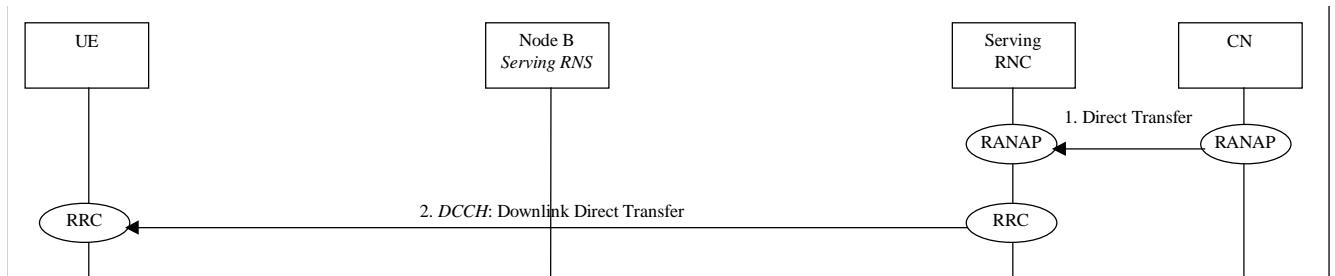 UE
Node B
Serving RNS
Serving
RNC
CN
1. Direct Transfer
RANAP
RANAP
RRC
2. DCCH: Downlink Direct Transfer
RRC